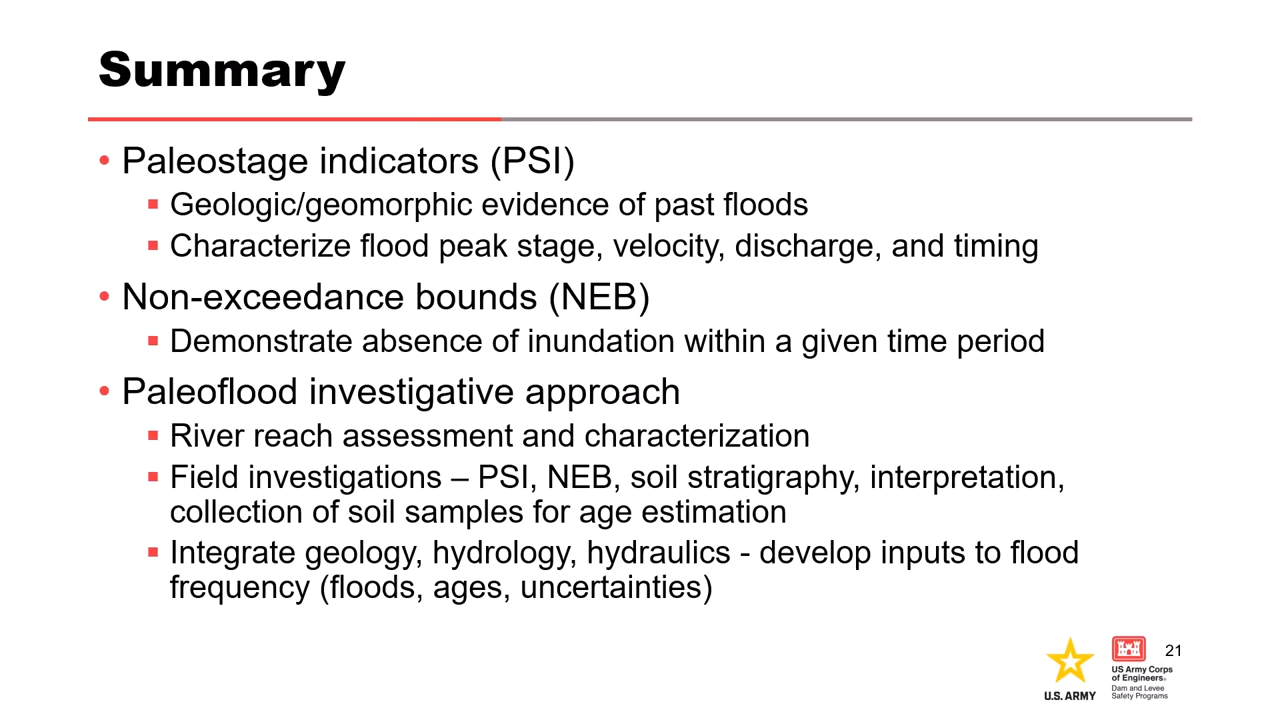 Summary
• Paleostage indicators (PSI)
▪ Geologic/geomorphic evidence of past floods
▪ Characterize flood peak stage, velocity, discharge, and timing
• Non-exceedance bounds (NEB)
▪ Demonstrate absence of inundation within a given time period
• Paleoflood investigative approach
▪ River reach assessment and characterization
▪ Field investigations – PSI, NEB, soil stratigraphy, interpretation,
collection of soil samples for age estimation
▪ Integrate geology, hydrology, hydraulics - develop inputs to flood
frequency (floods, ages, uncertainties)
U.S. ARMY
US Army Corps
of Engineers®
Dam and Levee
Safety Programs
21